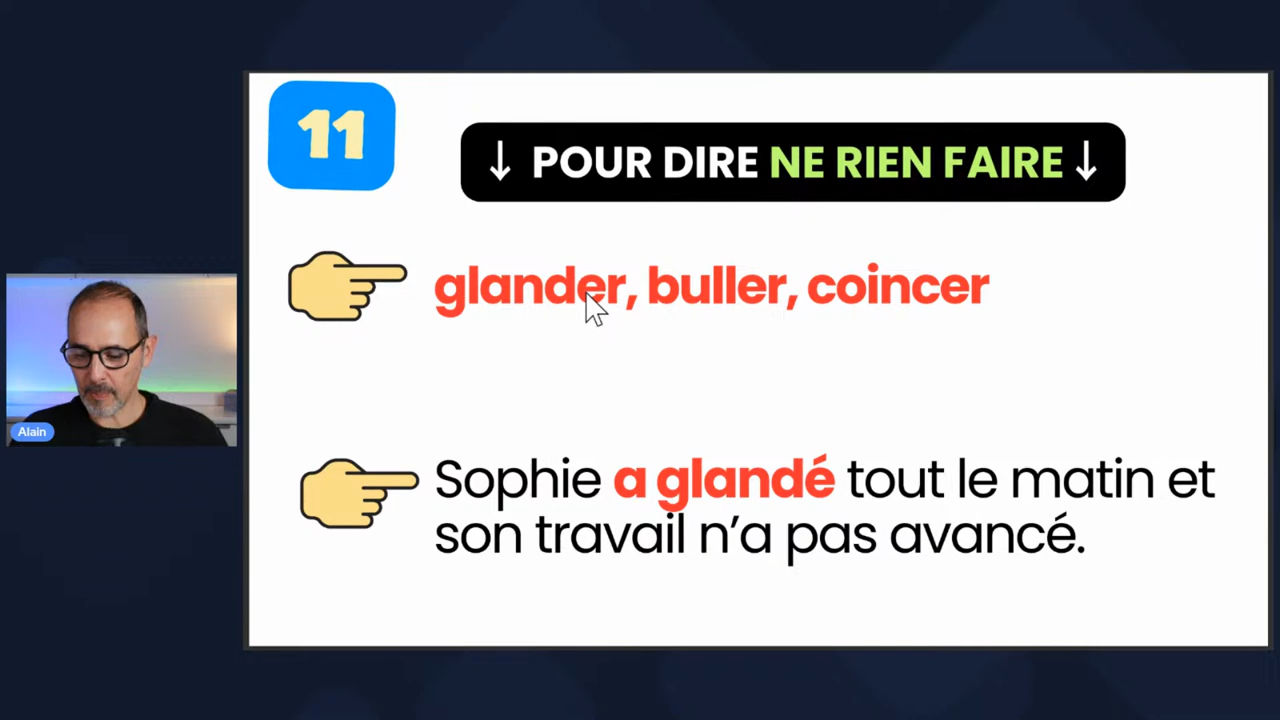 11
↓ POUR DIRE NE RIEN FAIRE ↓
glander, buller, coincer
Sophie a glandé tout le matin et
son travail n’a pas avancé.
Alain